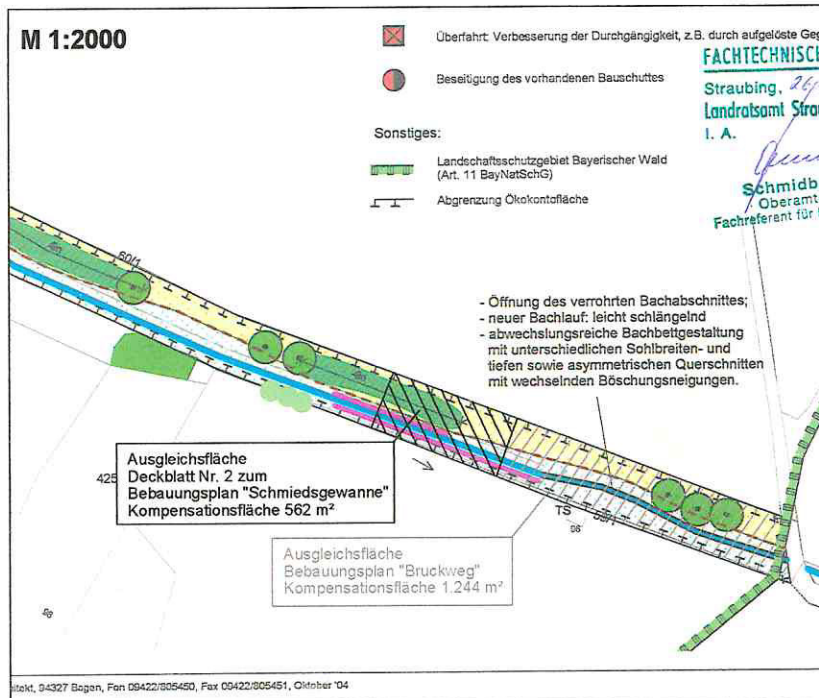 M 1:2000
Überfahrt: Verbesserung der Durchgängigkeit, z.B. durch aufgelöste
Beseitigung des vorhandenen Bauschuttes
FACHTECHNISCH
Straubing, 26
Landratsamt Strau
I. A.
Schmidb
Oberamt
Fachreferent für
Sonstiges:
Landschaftsschutzgebiet Bayerischer Wald
(Art. 11 BayNatSchG)
Abgrenzung Ökokontofläche
60/1
- Öffnung des verrohrten Bachabschnittes;
- neuer Bachlauf: leicht schlängelnd
- abwechslungsreiche Bachbettgestaltung
mit unterschiedlichen Sohlbreiten- und
tiefen sowie asymmetrischen Querschnitten
mit wechselnden Böschungsneigungen.
Ausgleichsfläche
Deckblatt Nr. 2 zum
Bebauungsplan "Schmiedsgewanne"
Kompensationsfläche 562 m²
425
TS
Ausgleichsfläche
Bebauungsplan "Bruckweg"
Kompensationsfläche 1.244 m²
itekt, 94327 Bogen, Fon 09422/805450, Fax 09422/805451, Oktober '04